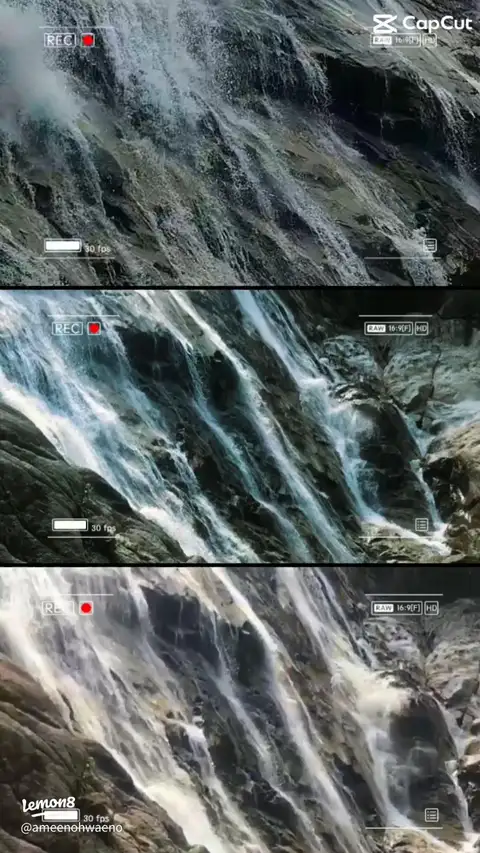 CapCut
REC
RAW 16:9[F] HD
30 fps
REC
RAW 16:9[F] HD
30 fps
REC
RAW 16:9[F] HD
Lemon8
30 fps
@ameenohwaeno